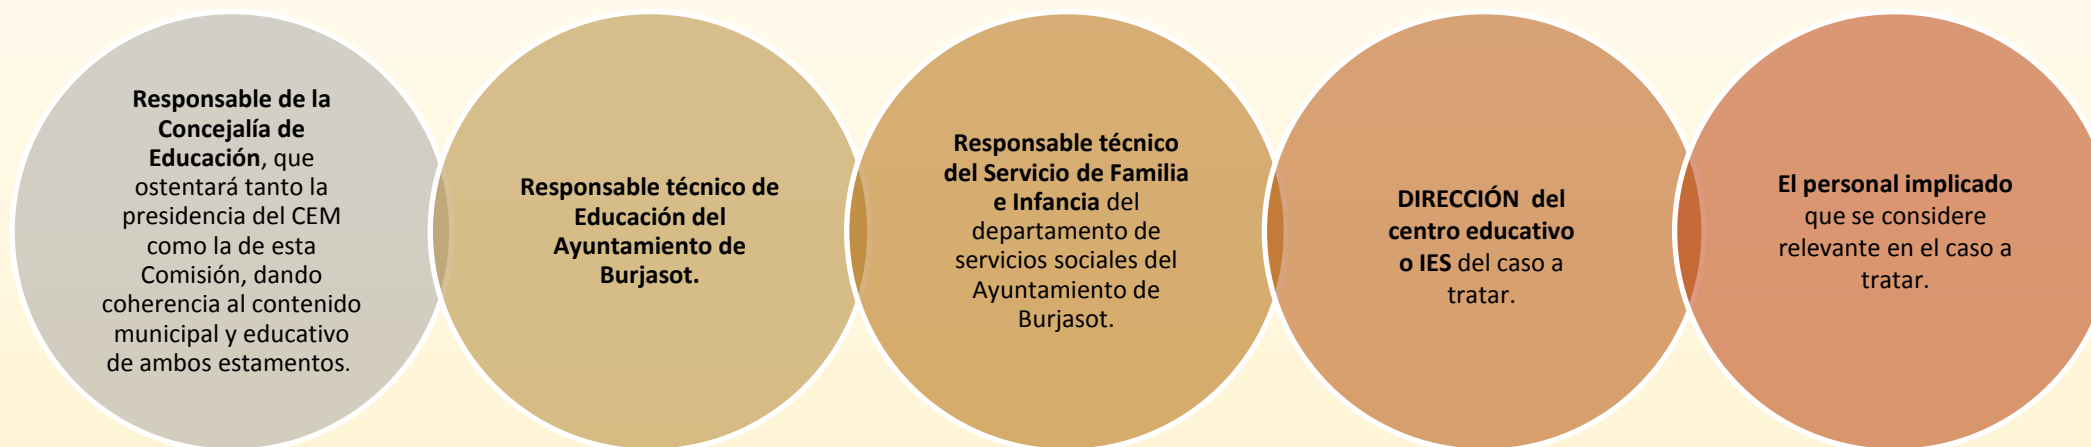 Responsable de la
Concejalía de
Educación, que
ostentará tanto la
presidencia del CEM
como la de esta
Comisión, dando
coherencia al contenido
municipal y educativo
de ambos estamentos.
Responsable técnico de
Educación del
Ayuntamiento de
Burjasot.
Responsable técnico
del Servicio de Familia
e Infancia del
departamento de
servicios sociales del
Ayuntamiento de
Burjasot.
DIRECCIÓN del
centro educativo
o IES del caso a
tratar.
El personal implicado
que se considere
relevante en el caso a
tratar.